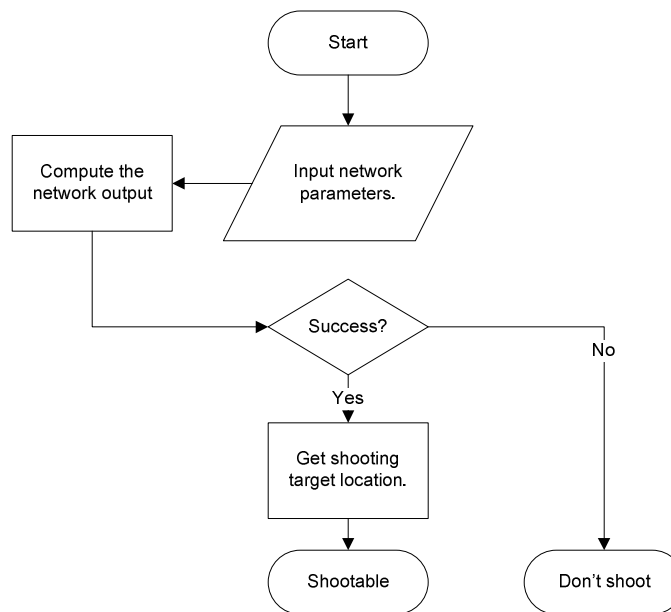 Start
Input network
parameters.
Compute the
network output
Success?
No
Yes
Get shooting
target location.
Shootable
Don't shoot